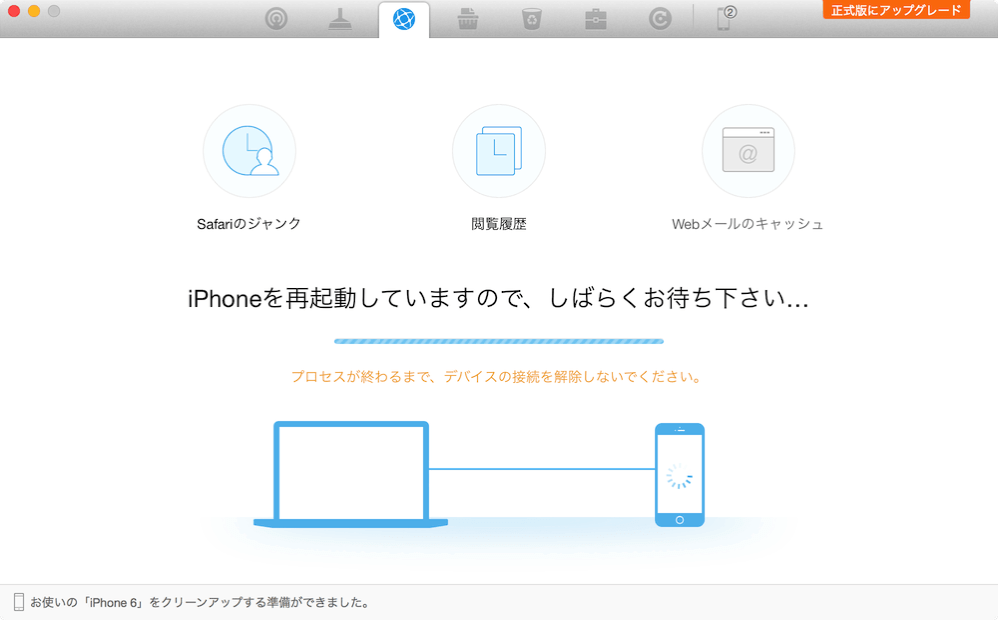 ②
正式版にアップグレード
@
Safariのジャンク
閲覧履歴
Webメールのキャッシュ
iPhoneを再起動していますので、しばらくお待ち下さい...
プロセスが終わるまで、デバイスの接続を解除しないでください。
お使いの「iPhone 6」をクリーンアップする準備ができました。